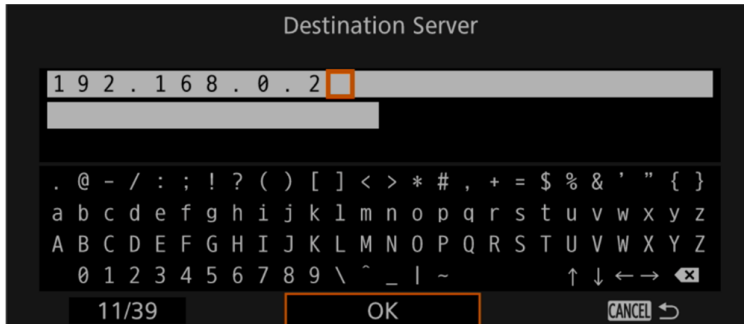 Destination Server
192.168.0.2
. @ - / : ; ! ? ( ) [ ] < > * # , + = $ % & ' " { }
a b c d e f g h i j k l m n o p q r s t u v w x y z
A B C D E F G H I J K L M N O P Q R S T U V W X Y Z
0 1 2 3 4 5 6 7 8 9 \ ^ _ | ~ ↑ ↓ ← →
11/39 OK CANCEL